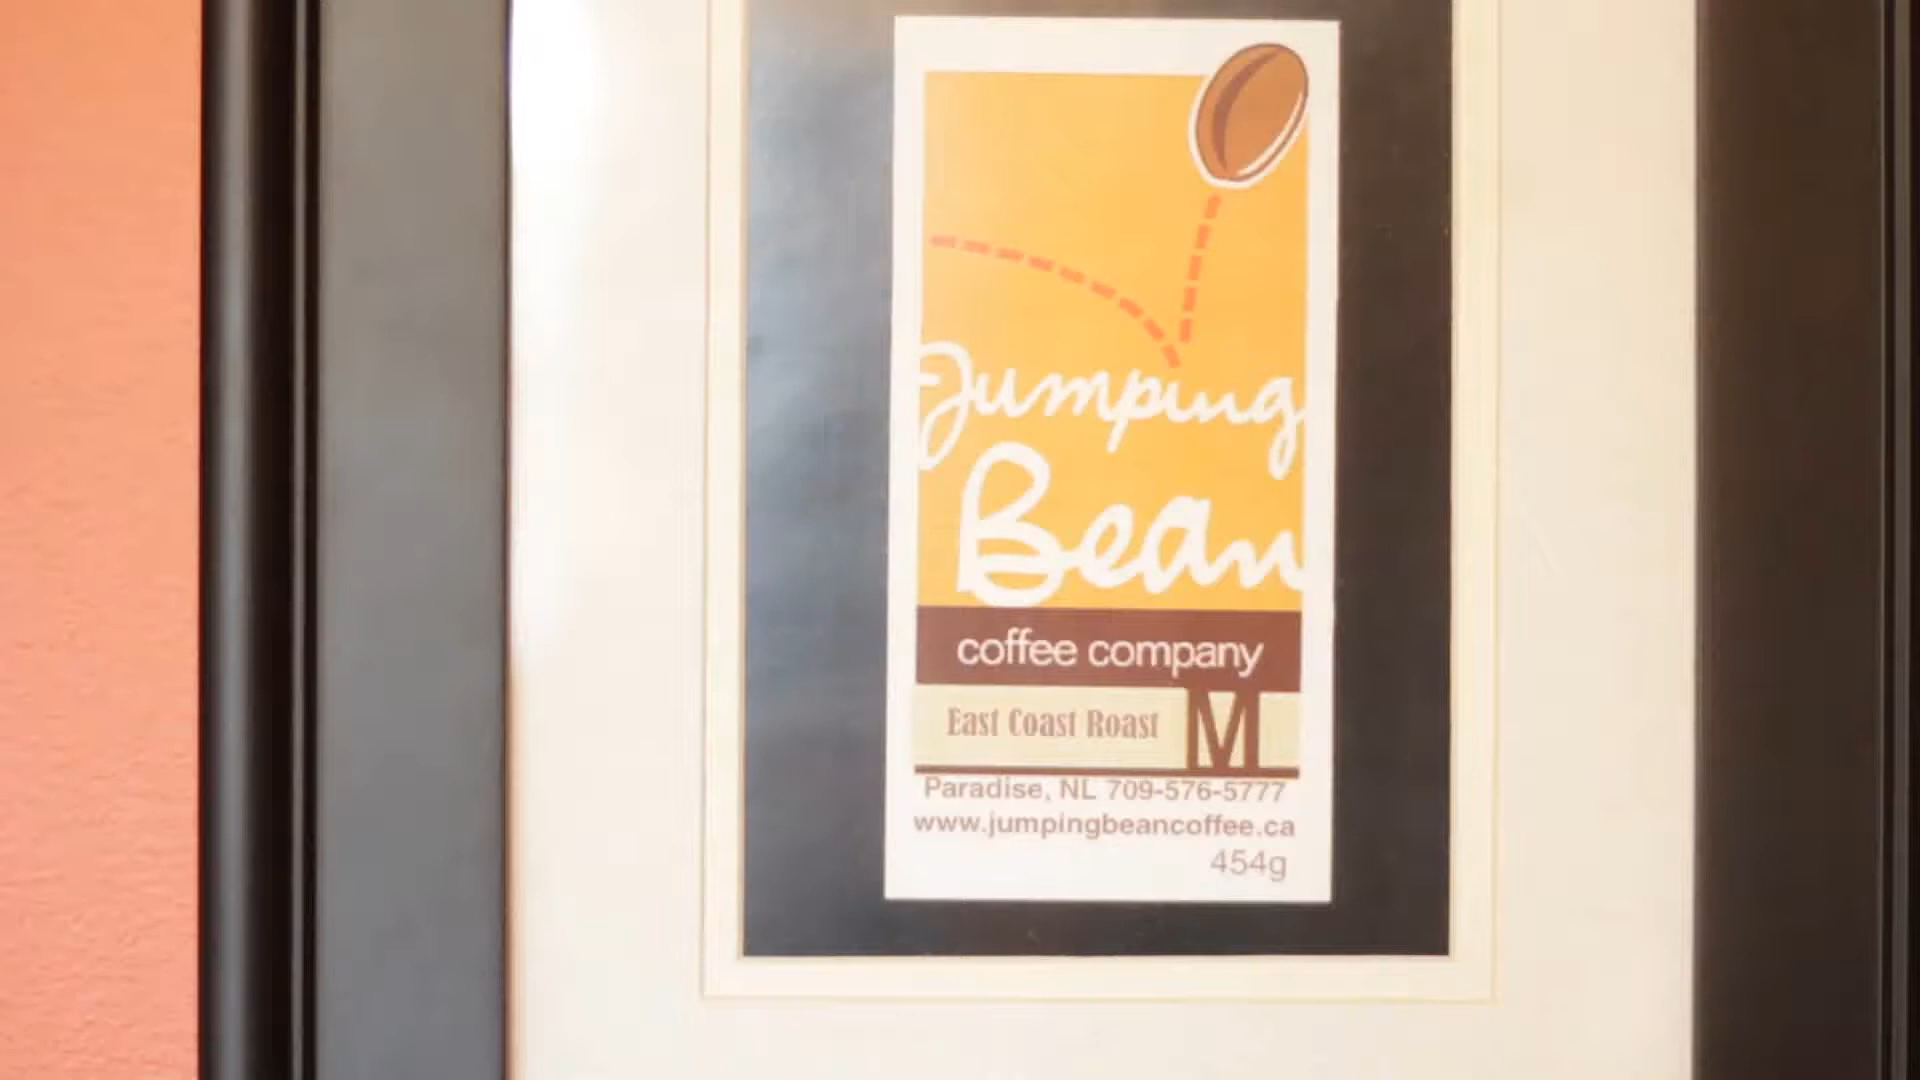 Jumping
Bean
coffee company
East Coast Roast M
Paradise, NL 709-576-5777
www.jumpingbeancoffee.ca
454g